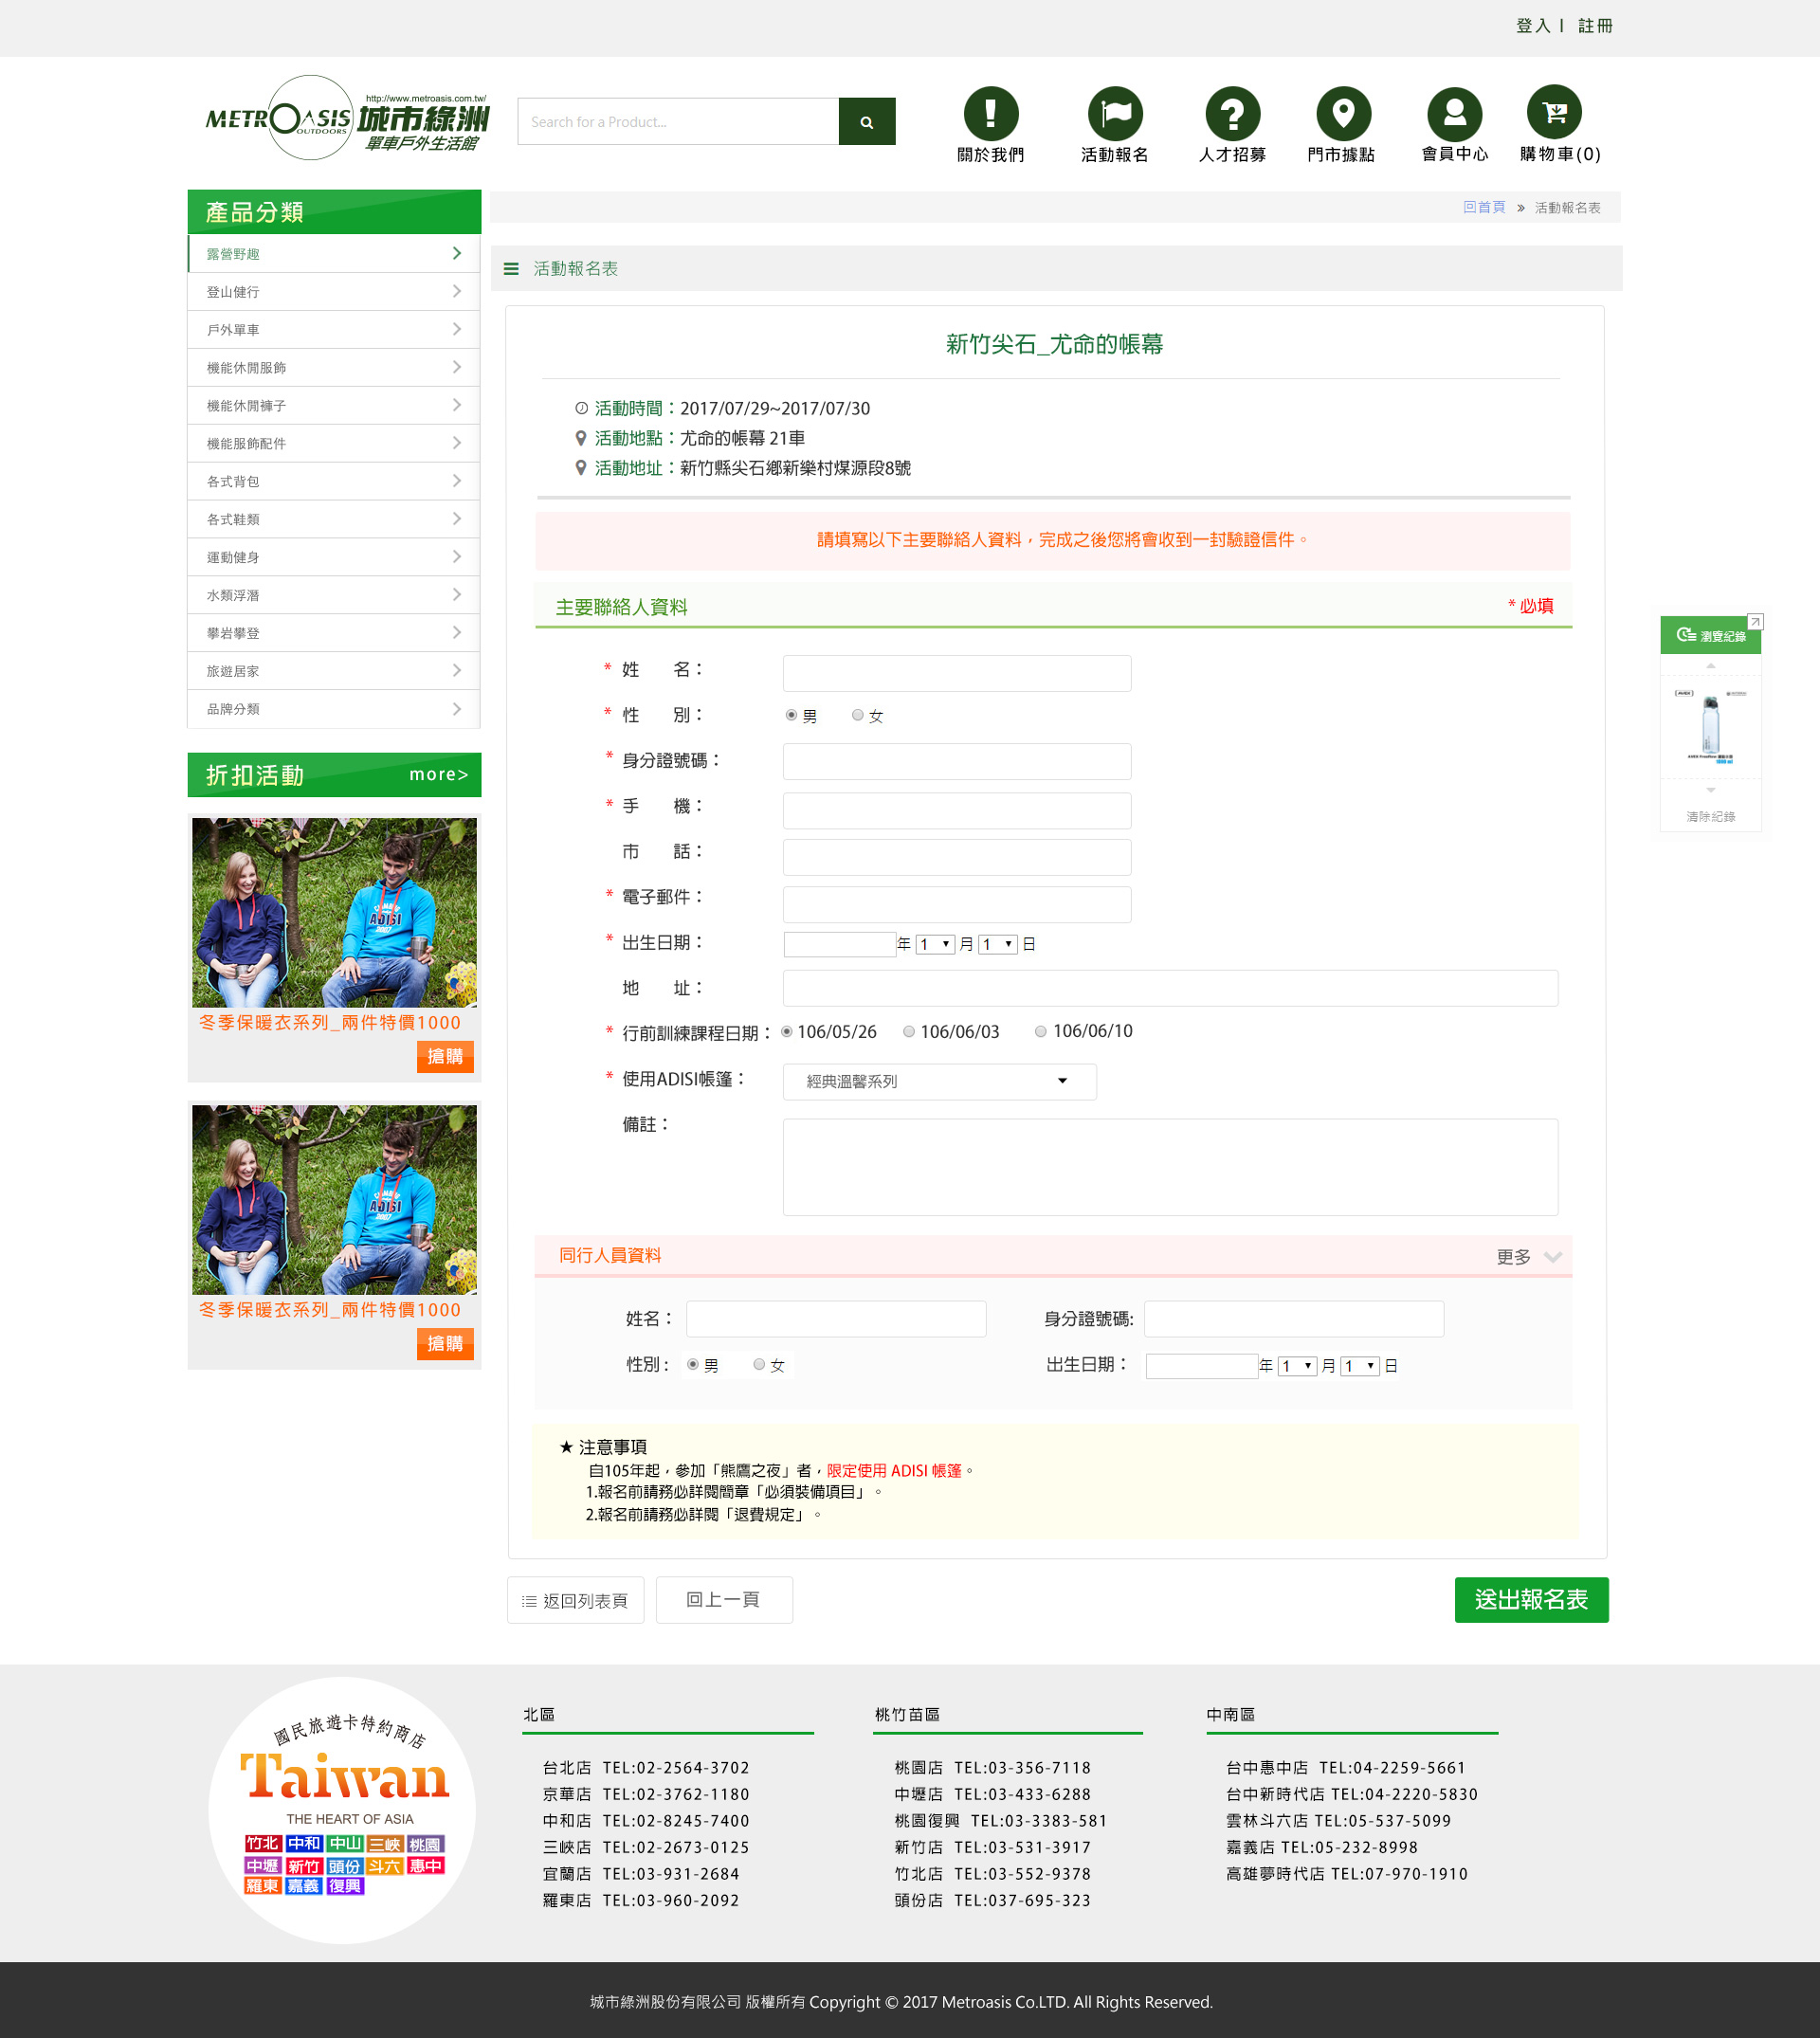 登入 | 註冊
METROASIS OUTDOORS
http://www.metroasis.com.tw/
城市綠洲
單車戶外生活館
Search for a Product...
關於我們
活動報名
人才招募
門市據點
會員中心
購物車(0)
產品分類
露營野趣
登山健行
戶外單車
機能休閒服飾
機能休閒褲子
機能服飾配件
各式背包
各式鞋類
運動健身
水類浮潛
攀岩攀登
旅遊居家
品牌分類
折扣活動 more>
ADISI
2007
冬季保暖衣系列_兩件特價1000
搶購
ADISI
2007
冬季保暖衣系列_兩件特價1000
搶購
回首頁 » 活動報名表
活動報名表
新竹尖石_尤命的帳幕
活動時間：2017/07/29~2017/07/30
活動地點：尤命的帳幕 21車
活動地址：新竹縣尖石鄉新樂村煤源段8號
請填寫以下主要聯絡人資料，完成之後您將會收到一封驗證信件。
主要聯絡人資料 * 必填
* 姓 名：
* 性 別： 男 女
* 身分證號碼：
* 手 機：
市 話：
* 電子郵件：
* 出生日期： 年 1 月 1 日
地 址：
* 行前訓練課程日期： 106/05/26 106/06/03 106/06/10
* 使用ADISI帳篷： 經典溫馨系列
備註：
同行人員資料 更多
姓名： 身分證號碼:
性別 : 男 女 出生日期： 年 1 月 1 日
★ 注意事項
自105年起，參加「熊鷹之夜」者，限定使用 ADISI 帳篷。
1.報名前請務必詳閱簡章「必須裝備項目」。
2.報名前請務必詳閱「退費規定」。
返回列表頁 回上一頁 送出報名表
瀏覽紀錄
清除紀錄
國民旅遊卡特約商店
Taiwan
THE HEART OF ASIA
竹北 中和 中山 三峽 桃園
中壢 新竹 頭份 斗六 惠中
羅東 嘉義 復興
北區
台北店 TEL:02-2564-3702
京華店 TEL:02-3762-1180
中和店 TEL:02-8245-7400
三峽店 TEL:02-2673-0125
宜蘭店 TEL:03-931-2684
羅東店 TEL:03-960-2092
桃竹苗區
桃園店 TEL:03-356-7118
中壢店 TEL:03-433-6288
桃園復興 TEL:03-3383-581
新竹店 TEL:03-531-3917
竹北店 TEL:03-552-9378
頭份店 TEL:037-695-323
中南區
台中惠中店 TEL:04-2259-5661
台中新時代店 TEL:04-2220-5830
雲林斗六店 TEL:05-537-5099
嘉義店 TEL:05-232-8998
高雄夢時代店 TEL:07-970-1910
城市綠洲股份有限公司 版權所有 Copyright © 2017 Metroasis Co.LTD. All Rights Reserved.